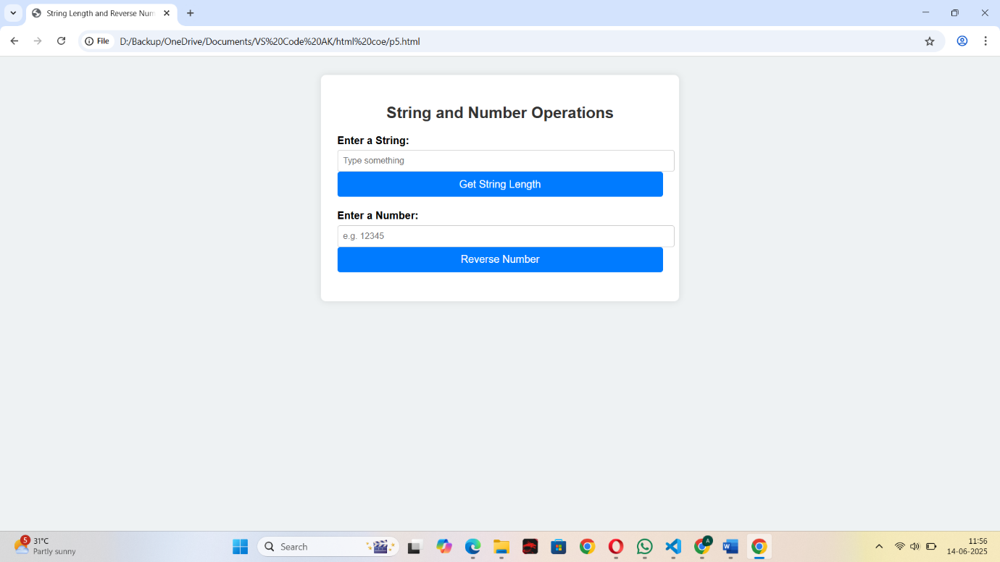 String Length and Reverse Num
File
D:/Backup/OneDrive/Documents/VS%20Code%20AK/html%20coe/p5.html
String and Number Operations
Enter a String:
Type something
Get String Length
Enter a Number:
e.g. 12345
Reverse Number
5
31°C
Partly sunny
Search
A
W
11:56
14-06-2025